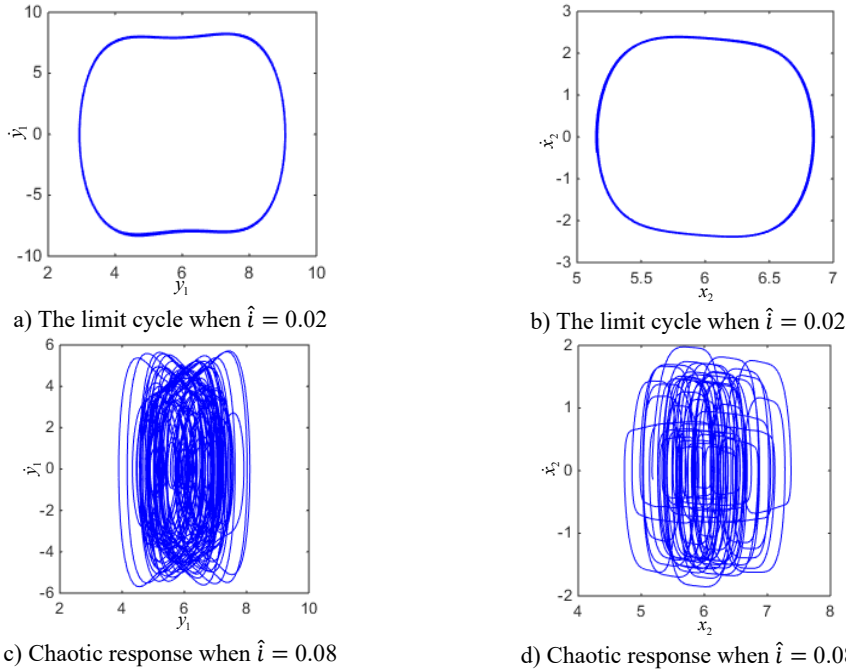 10
5
0
-5
-10
ẏ₁
2 4 6 8 10
y₁
a) The limit cycle when î = 0.02
3
2
1
0
-1
-2
-3
ẋ₂
5 5.5 6 6.5 7
x₂
b) The limit cycle when î = 0.02
6
4
2
0
-2
-4
-6
ẏ₁
2 4 6 8 10
y₁
c) Chaotic response when î = 0.08
2
1
0
-1
-2
ẋ₂
4 5 6 7 8
x₂
d) Chaotic response when î = 0.0